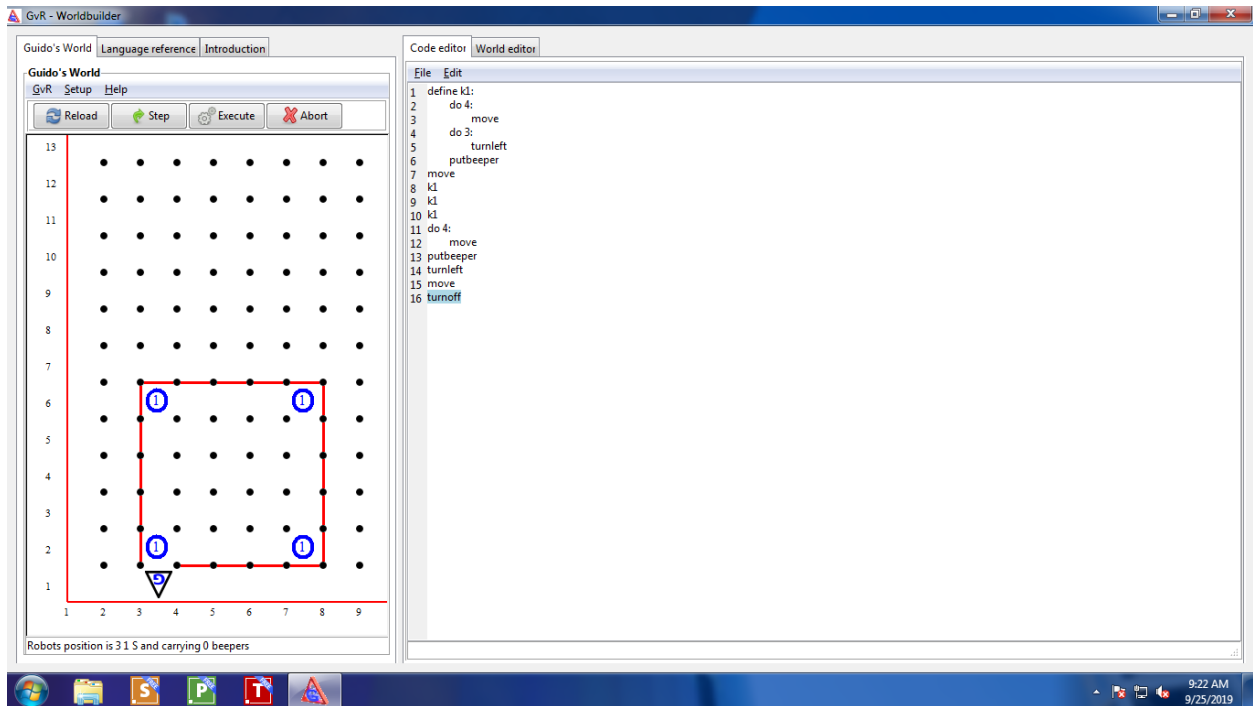 GvR - Worldbuilder
Guido's World Language reference Introduction
Guido's World
GvR Setup Help
Reload Step Execute Abort
13
12
11
10
9
8
7
6
5
4
3
2
1
1 1
1 1
G
1 2 3 4 5 6 7 8 9
Robots position is 3 1 S and carrying 0 beepers
Code editor World editor
File Edit
1 define k1:
2 do 4:
3 move
4 do 3:
5 turnleft
6 putbeeper
7 move
8 k1
9 k1
10 k1
11 do 4:
12 move
13 putbeeper
14 turnleft
15 move
16 turnoff
S P T
9:22 AM
9/25/2019